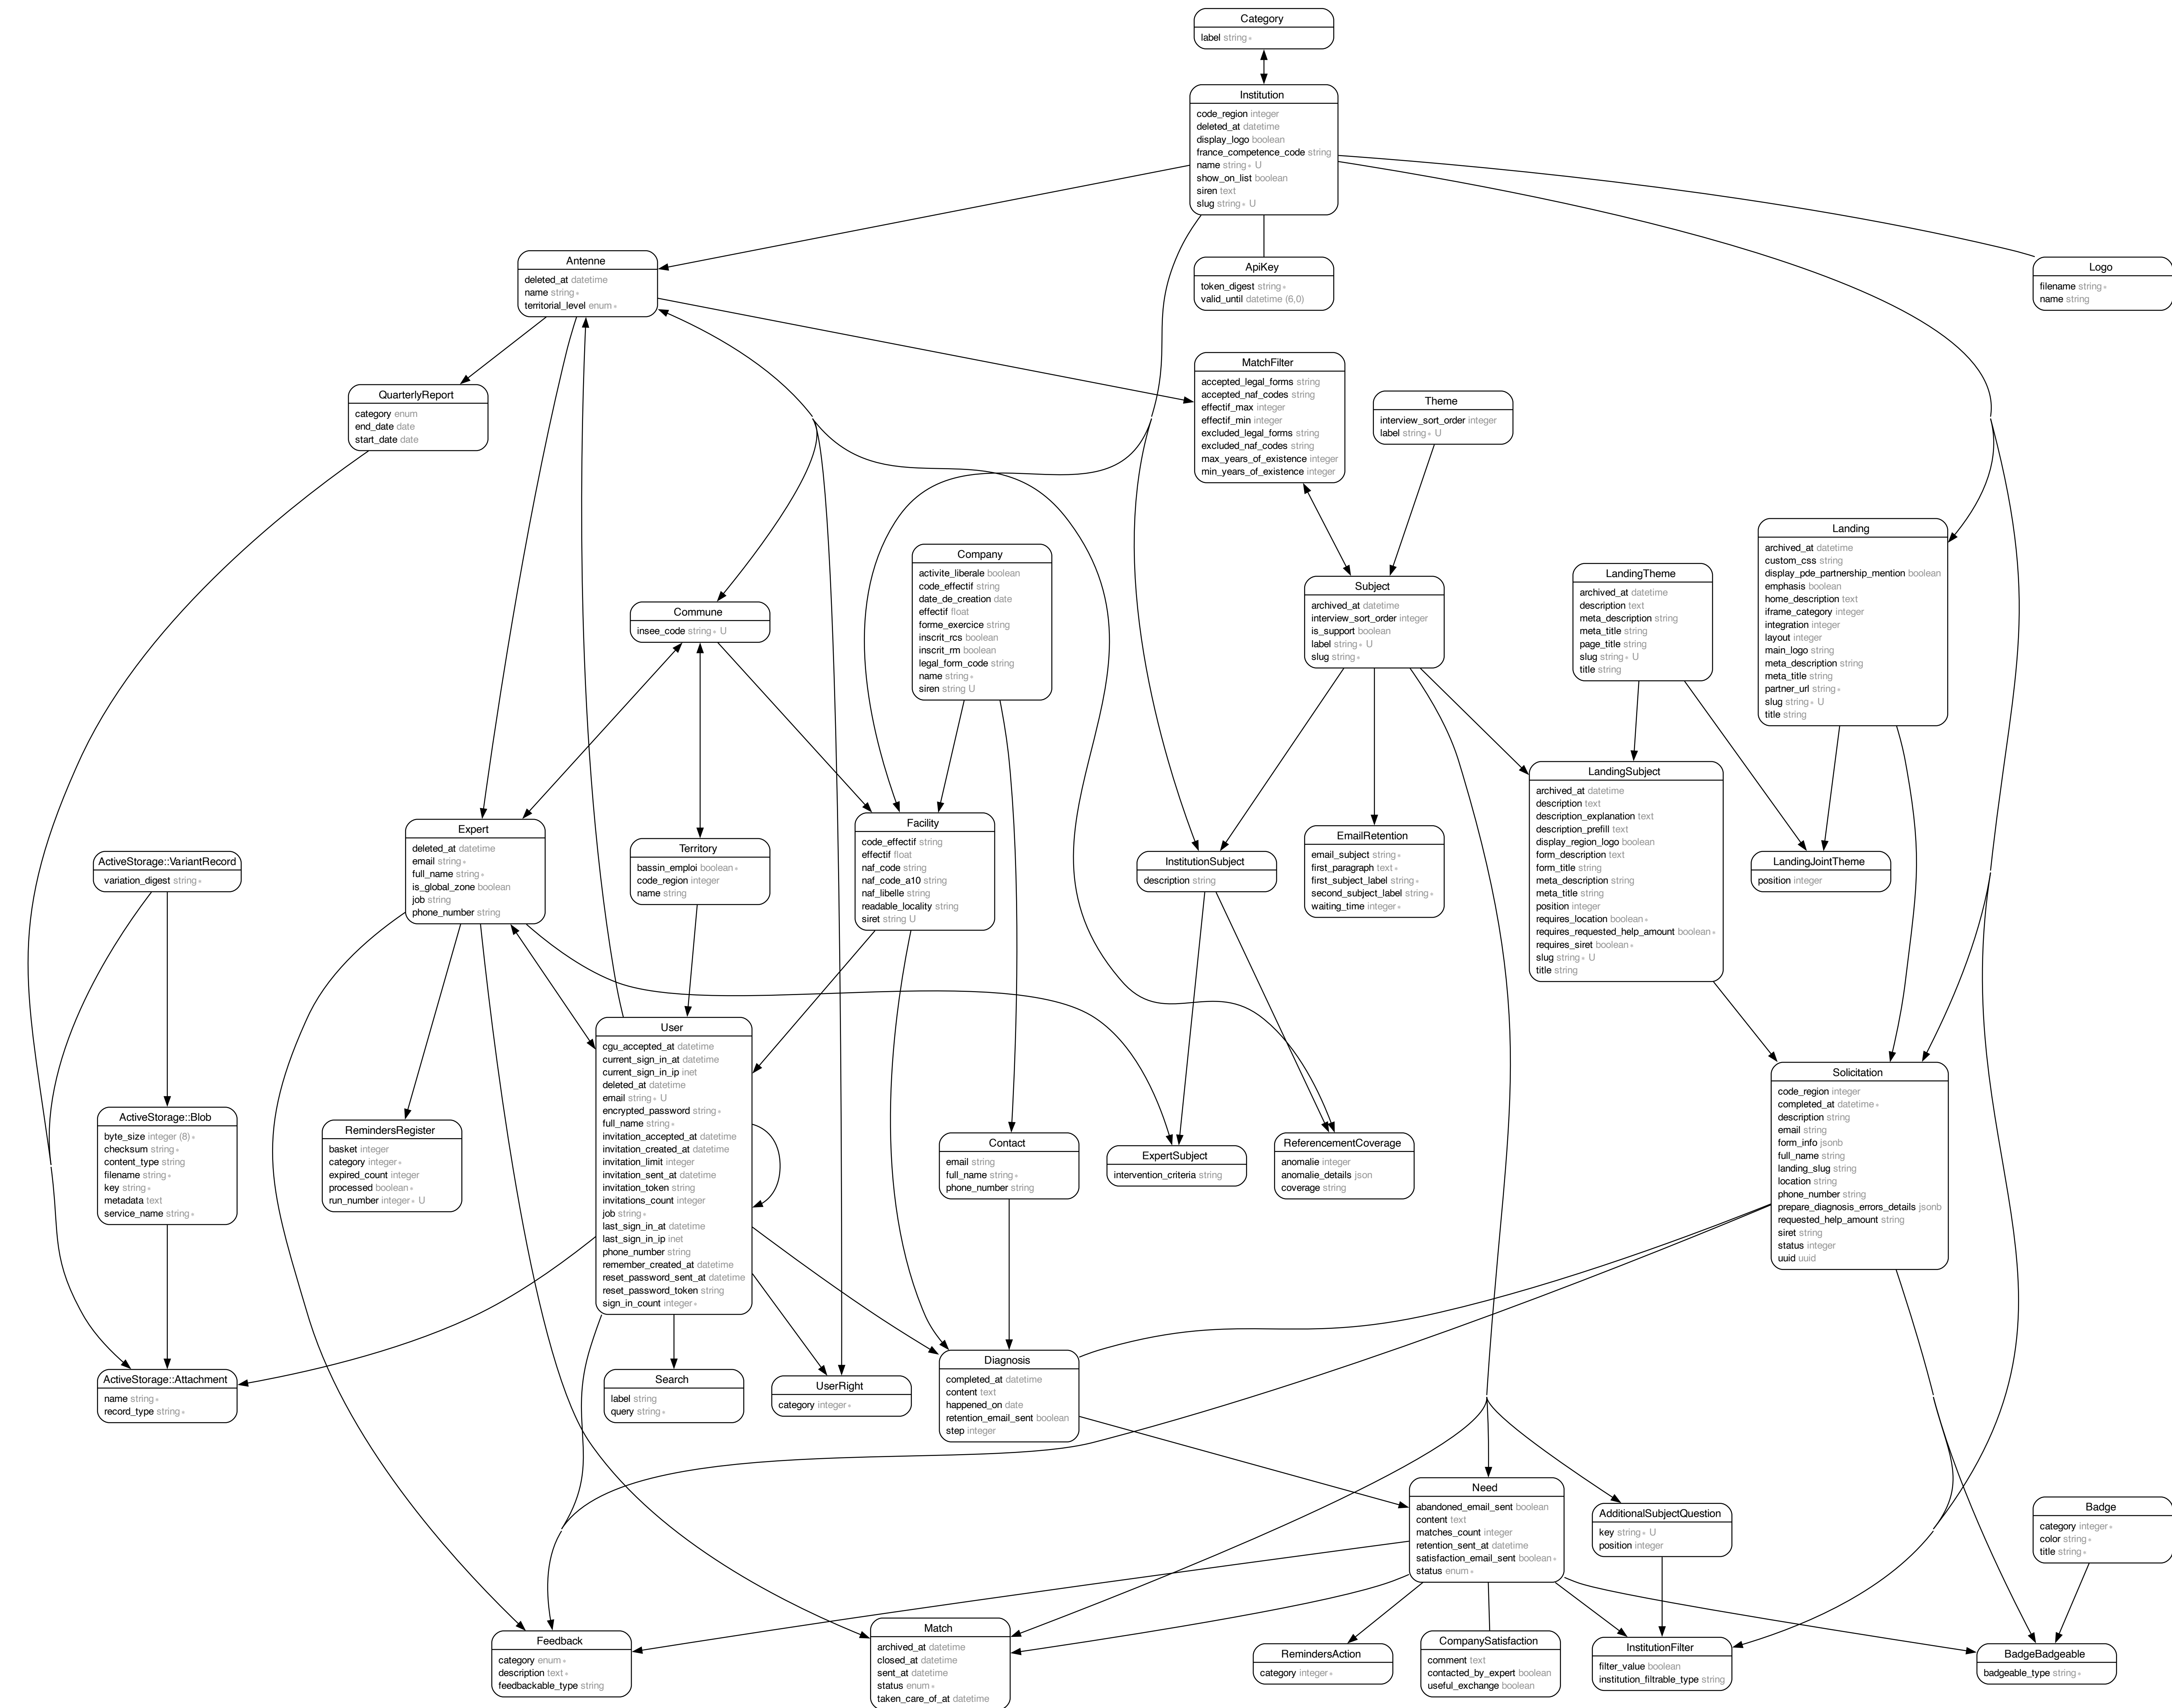 Category
label string∗
Institution
code_region integer
deleted_at datetime
display_logo boolean
france_competence_code string
name string∗ U
show_on_list boolean
siren text
slug string∗ U
Antenne
deleted_at datetime
name string∗
territorial_level enum∗
ApiKey
token_digest string∗
valid_until datetime (6,0)
Logo
filename string∗
name string
QuarterlyReport
category enum
end_date date
start_date date
MatchFilter
accepted_legal_forms string
accepted_naf_codes string
effectif_max integer
effectif_min integer
excluded_legal_forms string
excluded_naf_codes string
max_years_of_existence integer
min_years_of_existence integer
Theme
interview_sort_order integer
label string∗ U
Company
activite_liberale boolean
code_effectif string
date_de_creation date
effectif float
forme_exercice string
inscrit_rcs boolean
inscrit_rm boolean
legal_form_code string
name string∗
siren string U
Commune
insee_code string∗ U
Subject
archived_at datetime
interview_sort_order integer
is_support boolean
label string∗ U
slug string∗
LandingTheme
archived_at datetime
description text
meta_description string
meta_title string
page_title string
slug string∗ U
title string
Landing
archived_at datetime
custom_css string
display_pde_partnership_mention boolean
emphasis boolean
home_description text
iframe_category integer
integration integer
layout integer
main_logo string
meta_description string
meta_title string
partner_url string∗
slug string∗ U
title string
LandingSubject
archived_at datetime
description text
description_explanation text
description_prefill text
display_region_logo boolean
form_description text
form_title string
meta_description string
meta_title string
position integer
requires_location boolean∗
requires_requested_help_amount boolean∗
requires_siret boolean∗
slug string∗ U
title string
ActiveStorage::VariantRecord
variation_digest string∗
Expert
deleted_at datetime
email string∗
full_name string∗
is_global_zone boolean
job string
phone_number string
Territory
bassin_emploi boolean∗
code_region integer
name string
Facility
code_effectif string
effectif float
naf_code string
naf_code_a10 string
naf_libelle string
readable_locality string
siret string U
InstitutionSubject
description string
EmailRetention
email_subject string∗
first_paragraph text∗
first_subject_label string∗
second_subject_label string∗
waiting_time integer∗
LandingJointTheme
position integer
User
cgu_accepted_at datetime
current_sign_in_at datetime
current_sign_in_ip inet
deleted_at datetime
email string∗ U
encrypted_password string∗
full_name string∗
invitation_accepted_at datetime
invitation_created_at datetime
invitation_limit integer
invitation_sent_at datetime
invitation_token string
invitations_count integer
job string∗
last_sign_in_at datetime
last_sign_in_ip inet
phone_number string
remember_created_at datetime
reset_password_sent_at datetime
reset_password_token string
sign_in_count integer∗
Solicitation
code_region integer
completed_at datetime∗
description string
email string
form_info jsonb
full_name string
landing_slug string
location string
phone_number string
prepare_diagnosis_errors_details jsonb
requested_help_amount string
siret string
status integer
uuid uuid
ActiveStorage::Blob
byte_size integer (8)∗
checksum string∗
content_type string
filename string∗
key string∗
metadata text
service_name string∗
RemindersRegister
basket integer
category integer∗
expired_count integer
processed boolean∗
run_number integer∗ U
Contact
email string
full_name string∗
phone_number string
ExpertSubject
intervention_criteria string
ReferencementCoverage
anomalie integer
anomalie_details json
coverage string
ActiveStorage::Attachment
name string∗
record_type string∗
Search
label string
query string∗
UserRight
category integer∗
Diagnosis
completed_at datetime
content text
happened_on date
retention_email_sent boolean
step integer
Need
abandoned_email_sent boolean
content text
matches_count integer
retention_sent_at datetime
satisfaction_email_sent boolean∗
status enum∗
AdditionalSubjectQuestion
key string∗ U
position integer
Badge
category integer∗
color string∗
title string∗
Feedback
category enum∗
description text∗
feedbackable_type string
Match
archived_at datetime
closed_at datetime
sent_at datetime
status enum∗
taken_care_of_at datetime
RemindersAction
category integer∗
CompanySatisfaction
comment text
contacted_by_expert boolean
useful_exchange boolean
InstitutionFilter
filter_value boolean
institution_filtrable_type string
BadgeBadgeable
badgeable_type string∗